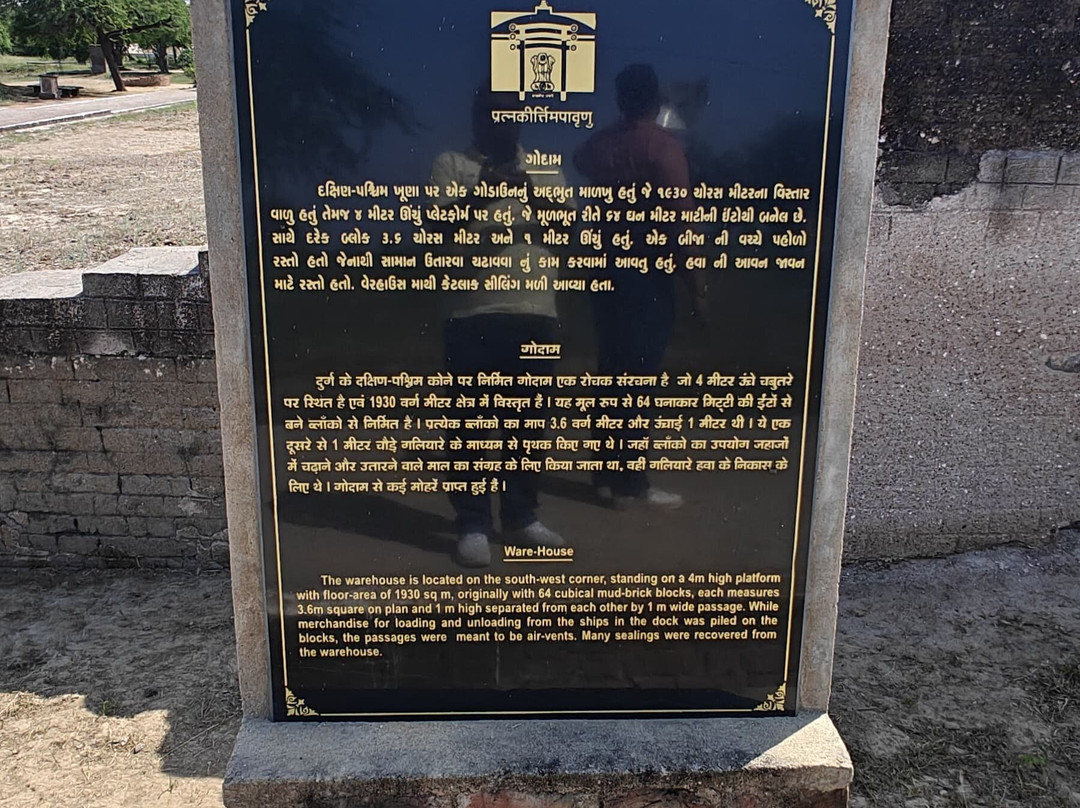 प्रत्नकीर्त्तिमपावृणु
ગોદામ
દક્ષિણ-પશ્ચિમ ખૂણા પર એક ગોડાઉનનું અદ્ભુત માળખુ હતું જે ૧૯૩૦ ચોરસ મીટરના વિસ્તાર
વાળુ હતું તેમજ ૪ મીટર ઊંચું પ્લેટફોર્મ પર હતું. જે મૂળભૂત રીતે ૬૪ ઘન મીટર માટીની ઈંટોથી બનેલ છે.
સાથે દરેક બ્લોક ૩.૬ ચોરસ મીટર અને ૧ મીટર ઊંચું હતું. એક બીજા ની વચ્ચે પહોળો
રસ્તો હતો જેનાથી સામાન ઉતારવા ચઢાવવા નું કામ કરવામાં આવતુ હતું. હવા ની આવન જાવન
માટે રસ્તો હતો. વેરહાઉસ માથી કેટલાક સીલિંગ મળી આવ્યા હતા.
गोदाम
दुर्ग के दक्षिण-पश्चिम कोने पर निर्मित गोदाम एक रोचक संरचना है जो 4 मीटर ऊंचे चबुतरे
पर स्थित है एवं 1930 वर्ग मीटर क्षेत्र में विस्तृत हैं। यह मूल रुप से 64 घनाकार मिट्टी की ईंटों से
बने ब्लॉको से निर्मित है। प्रत्येक ब्लॉको का माप 3.6 वर्ग मीटर और ऊंचाई 1 मीटर थी। ये एक
दूसरे से 1 मीटर चौड़े गलियारे के माध्यम से पृथक किए गए थे। जहॉ ब्लॉको का उपयोग जहाजों
में चढ़ाने और उतारने वाले माल का संग्रह के लिए किया जाता था, वहीं गलियारे हवा के निकास के
लिए थे। गोदाम से कई मोहरें प्राप्त हुई हैं।
Ware-House
The warehouse is located on the south-west corner, standing on a 4m high platform
with floor-area of 1930 sq m, originally with 64 cubical mud-brick blocks, each measures
3.6m square on plan and 1 m high separated from each other by 1 m wide passage. While
merchandise for loading and unloading from the ships in the dock was piled on the
blocks, the passages were meant to be air-vents. Many sealings were recovered from
the warehouse.